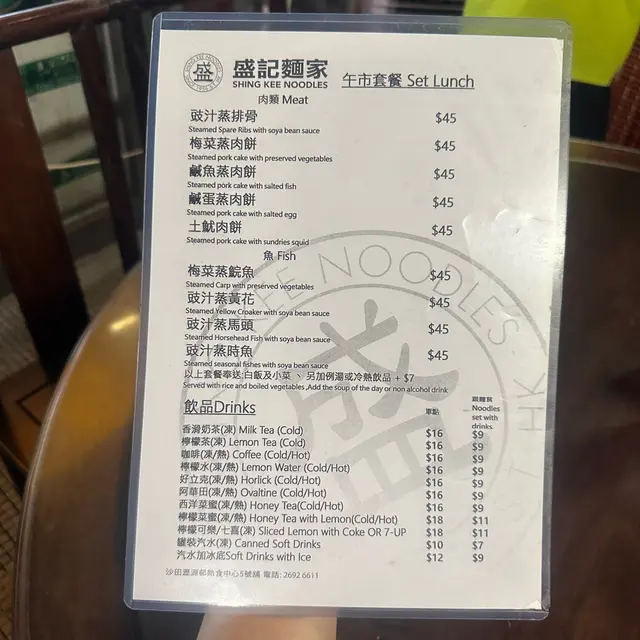 盛
盛記麵家
SHING KEE NOODLES
午市套餐 Set Lunch
肉類 Meat
豉汁蒸排骨 $45
Steamed Spare Ribs with soya bean sauce
梅菜蒸肉餅 $45
Steamed pork cake with preserved vegetables
鹹魚蒸肉餅 $45
Steamed pork cake with salted fish
鹹蛋蒸肉餅 $45
Steamed pork cake with salted egg
土魷肉餅 $45
Steamed pork cake with sundries squid
魚 Fish
梅菜蒸鯇魚 $45
Steamed Carp with preserved vegetables
豉汁蒸黃花 $45
Steamed Yellow Croaker with soya bean sauce
豉汁蒸馬頭 $45
Steamed Horsehead Fish with soya bean sauce
豉汁蒸時魚 $45
Steamed seasonal fishes with soya bean sauce
以上套餐奉送:白飯及小菜 、 另加例湯或冷熱飲品 + $7
Served with rice and boiled vegetables ,Add the soup of the day or non alcohol drink
飲品Drinks
單點
跟麵賞
Noodles
set with
drinks
香滑奶茶(凍) Milk Tea (Cold) $16 $9
檸檬茶(凍) Lemon Tea (Cold) $16 $9
咖啡(凍/熱) Coffee (Cold/Hot) $16 $9
檸檬水(凍/熱) Lemon Water (Cold/Hot) $16 $9
好立克(凍/熱) Horlick (Cold/Hot) $16 $9
阿華田(凍/熱) Ovaltine (Cold/Hot) $16 $9
西洋菜蜜(凍/熱) Honey Tea(Cold/Hot) $16 $9
檸檬菜蜜(凍/熱) Honey Tea with Lemon(Cold/Hot) $18 $11
檸檬可樂/七喜(凍) Sliced Lemon with Coke OR 7-UP $18 $11
罐裝汽水(凍) Canned Soft Drinks $10 $7
汽水加冰底Soft Drinks with Ice $12 $9
沙田瀝源邨熟食中心5號舖 電話: 2692 6611